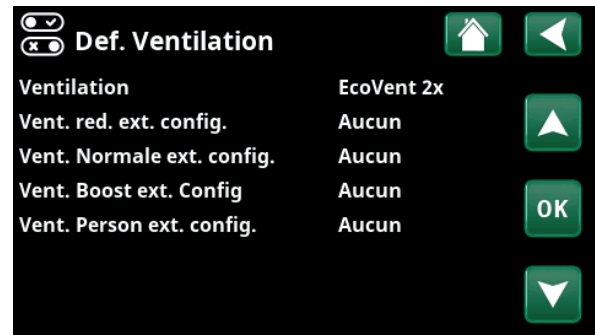 Def. Ventilation
Ventilation EcoVent 2x
Vent. red. ext. config. Aucun
Vent. Normale ext. config. Aucun
Vent. Boost ext. Config Aucun
Vent. Person ext. config. Aucun
OK